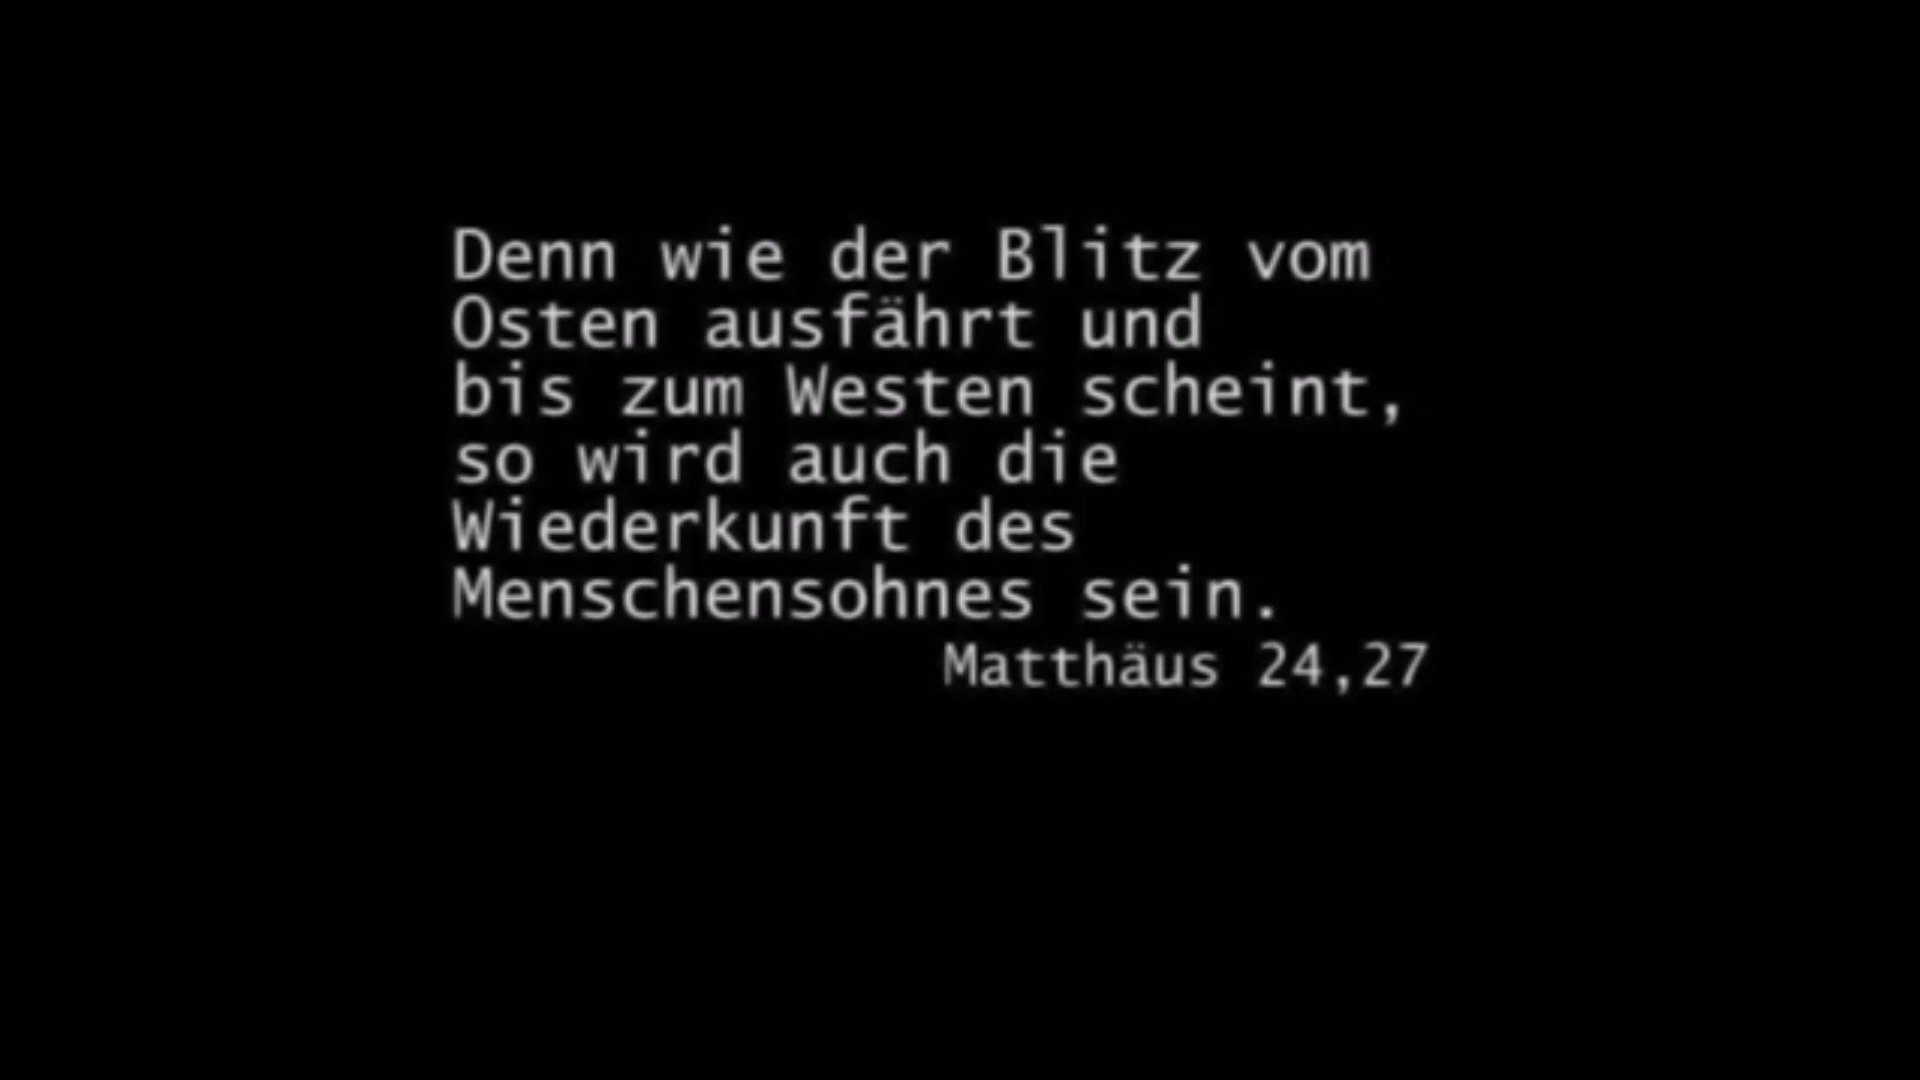 Denn wie der Blitz vom
Osten ausfährt und
bis zum Westen scheint,
so wird auch die
Wiederkunft des
Menschensohnes sein.
Matthäus 24,27